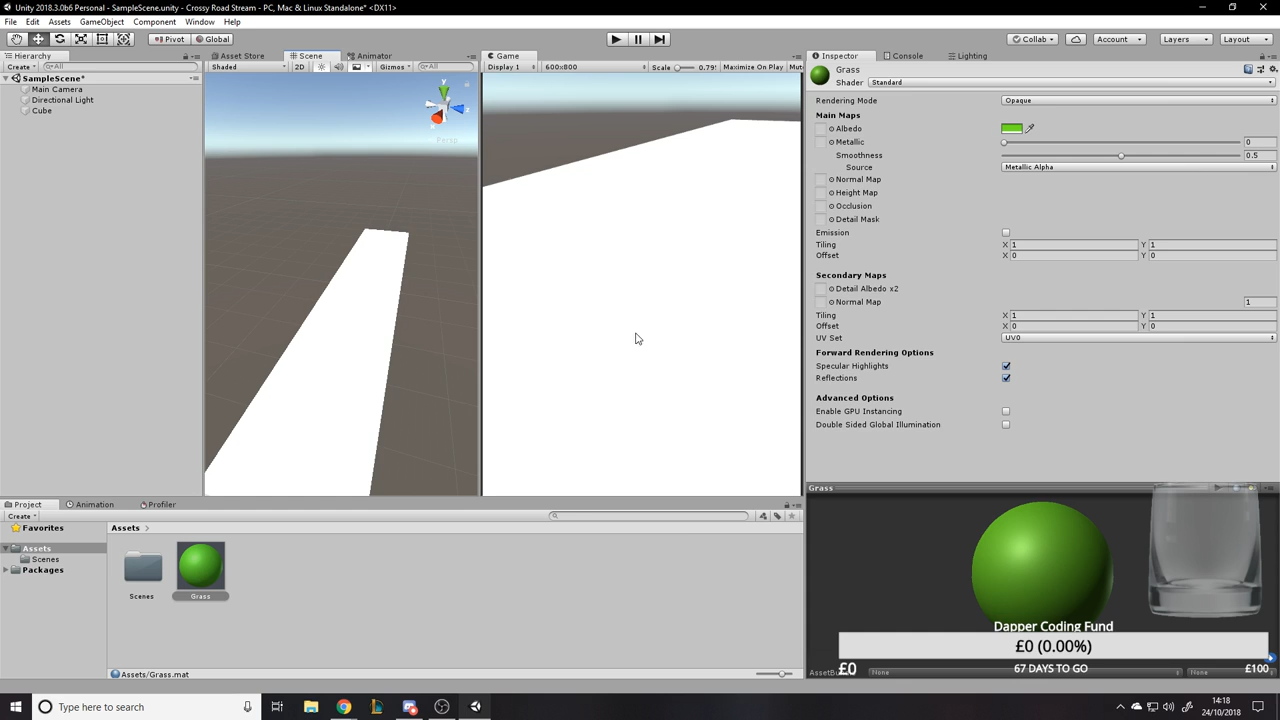 Unity 2018.3.0b6 Personal - SampleScene.unity - Crossy Road Stream - PC, Mac & Linux Standalone* <DX11>
File Edit Assets GameObject Component Window Help
Pivot Global Collab Account Layers Layout
Hierarchy Asset Store Scene Animator Game Inspector Console Lighting
Create All Shaded 2D Gizmos All Display 1 600x800 Scale 0.79 Maximize On Play Mut
Grass
Shader Standard
SampleScene*
Main Camera
Directional Light
Cube
y
x
z
Persp
Rendering Mode Opaque
Main Maps
Albedo
Metallic 0
Smoothness 0.5
Source Metallic Alpha
Normal Map
Height Map
Occlusion
Detail Mask
Emission
Tiling X 1 Y 1
Offset X 0 Y 0
Secondary Maps
Detail Albedo x2
Normal Map 1
Tiling X 1 Y 1
Offset X 0 Y 0
UV Set UV0
Forward Rendering Options
Specular Highlights
Reflections
Advanced Options
Enable GPU Instancing
Double Sided Global Illumination
Project Animation Profiler
Create
Favorites
Assets
Scenes
Packages
Assets
Scenes Grass
Assets/Grass.mat
Grass
Dapper Coding Fund
£0 (0.00%)
£0 67 DAYS TO GO £100
None None
Type here to search
14:18
24/10/2018